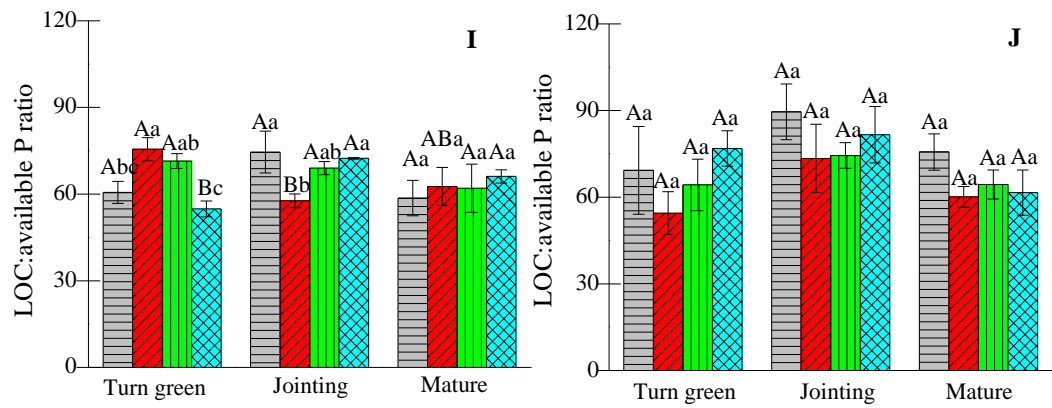 LOC:available P ratio
120
90
60
30
0
I
Abc
Aa
Aab
Bc
Aa
Bb
Aab
Aa
Aa
ABa
Aa
Aa
Turn green
Jointing
Mature
LOC:available P ratio
120
90
60
30
0
J
Aa
Aa
Aa
Aa
Aa
Aa
Aa
Aa
Aa
Aa
Aa
Aa
Turn green
Jointing
Mature